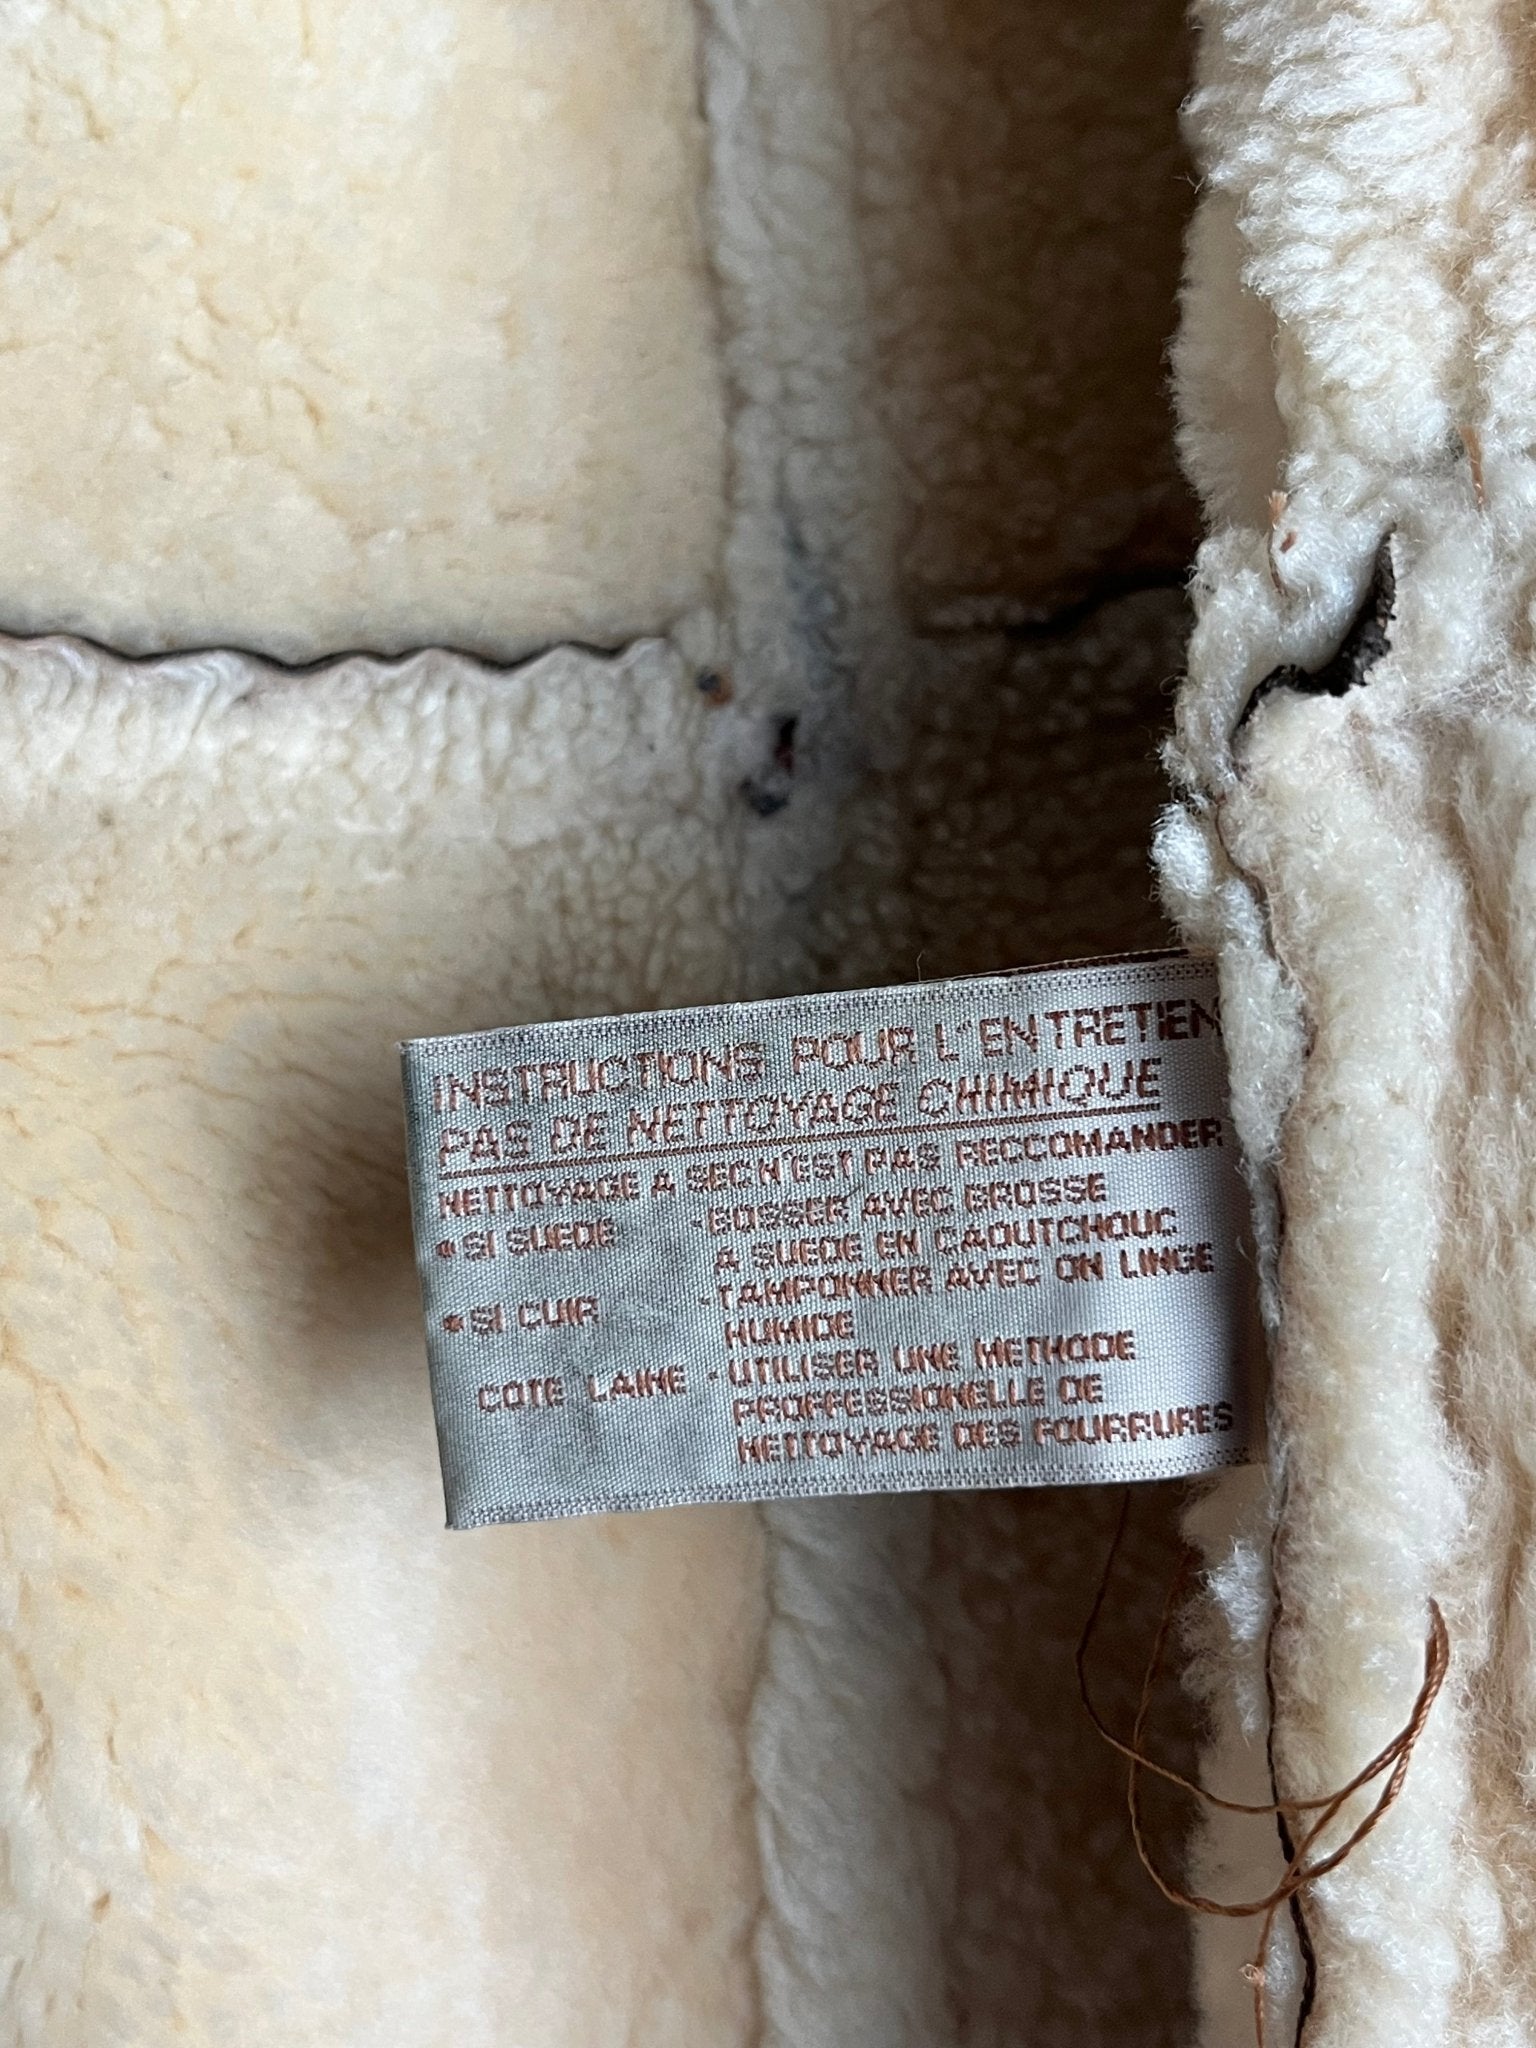 INSTRUCTIONS POUR L'ENTRETIEN
PAS DE NETTOYAGE CHIMIQUE
NETTOYAGE A SEC N'EST PAS RECCOMANDER
*SI SUEDE -BOSSER AVEC BROSSE
A SUEDE EN CAOUTCHOUC
*SI CUIR -TAMPONNER AVEC ON LINGE
HUMIDE
COTE LAINE -UTILISER UNE METHODE
PROFFESSIONELLE DE
NETTOYAGE DES FOURRURES